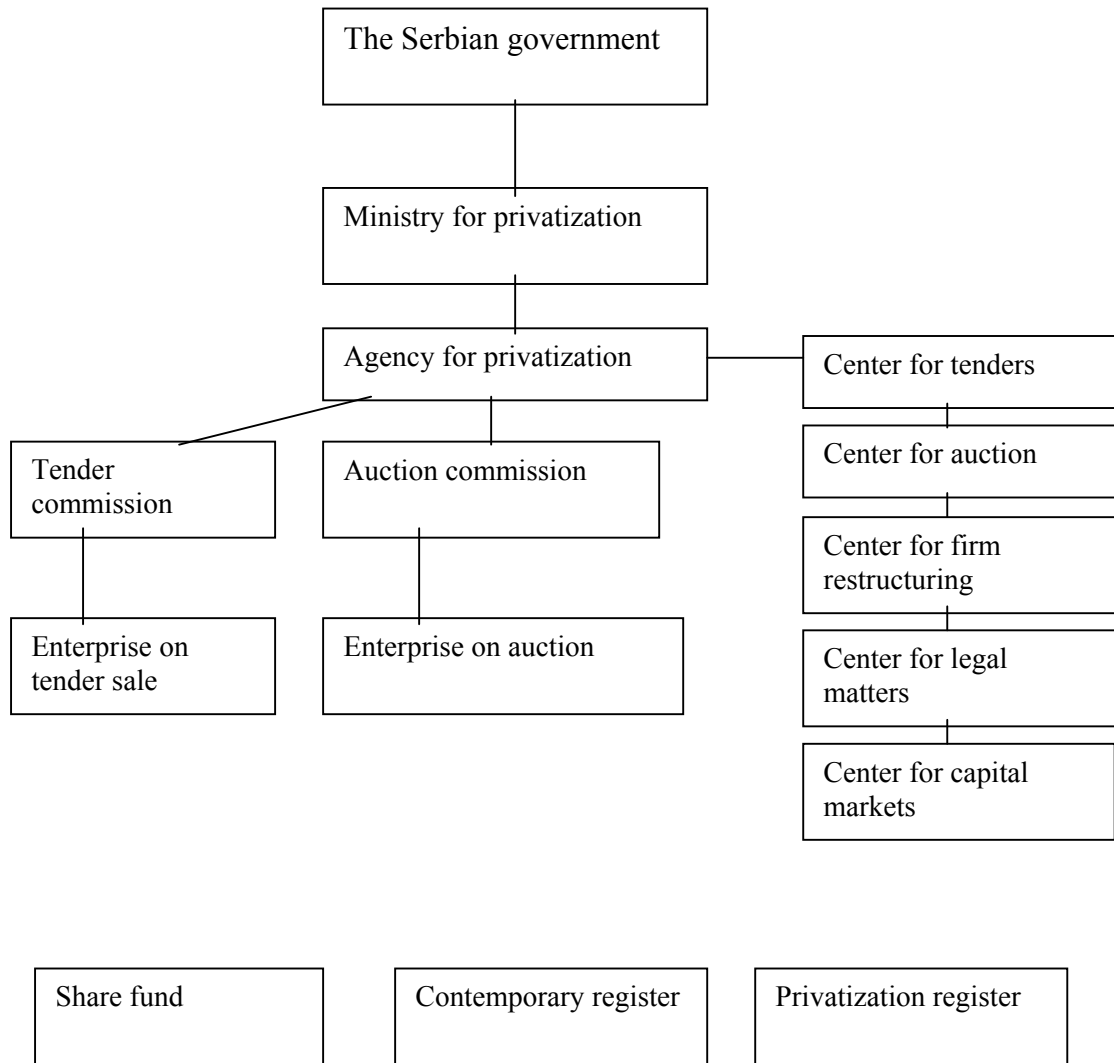 The Serbian government
Ministry for privatization
Agency for privatization
Center for tenders
Tender
commission
Auction commission
Center for auction
Center for firm
restructuring
Enterprise on
tender sale
Enterprise on auction
Center for legal
matters
Center for capital
markets
Share fund
Contemporary register
Privatization register